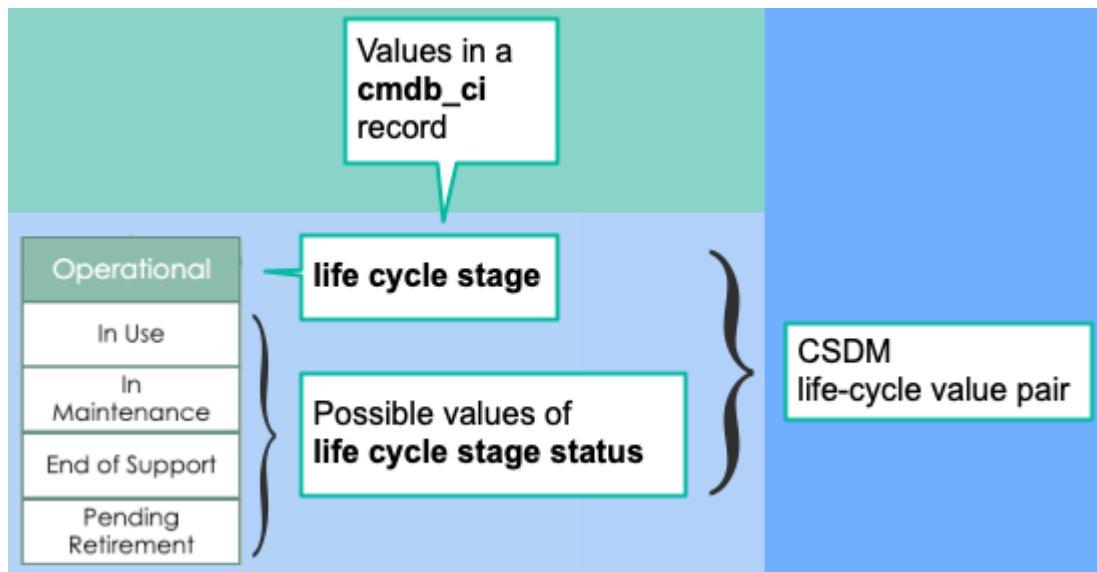 Values in a
cmdb_ci
record
Operational
life cycle stage
In Use
In
Maintenance
End of Support
Pending
Retirement
Possible values of
life cycle stage status
CSDM
life-cycle value pair